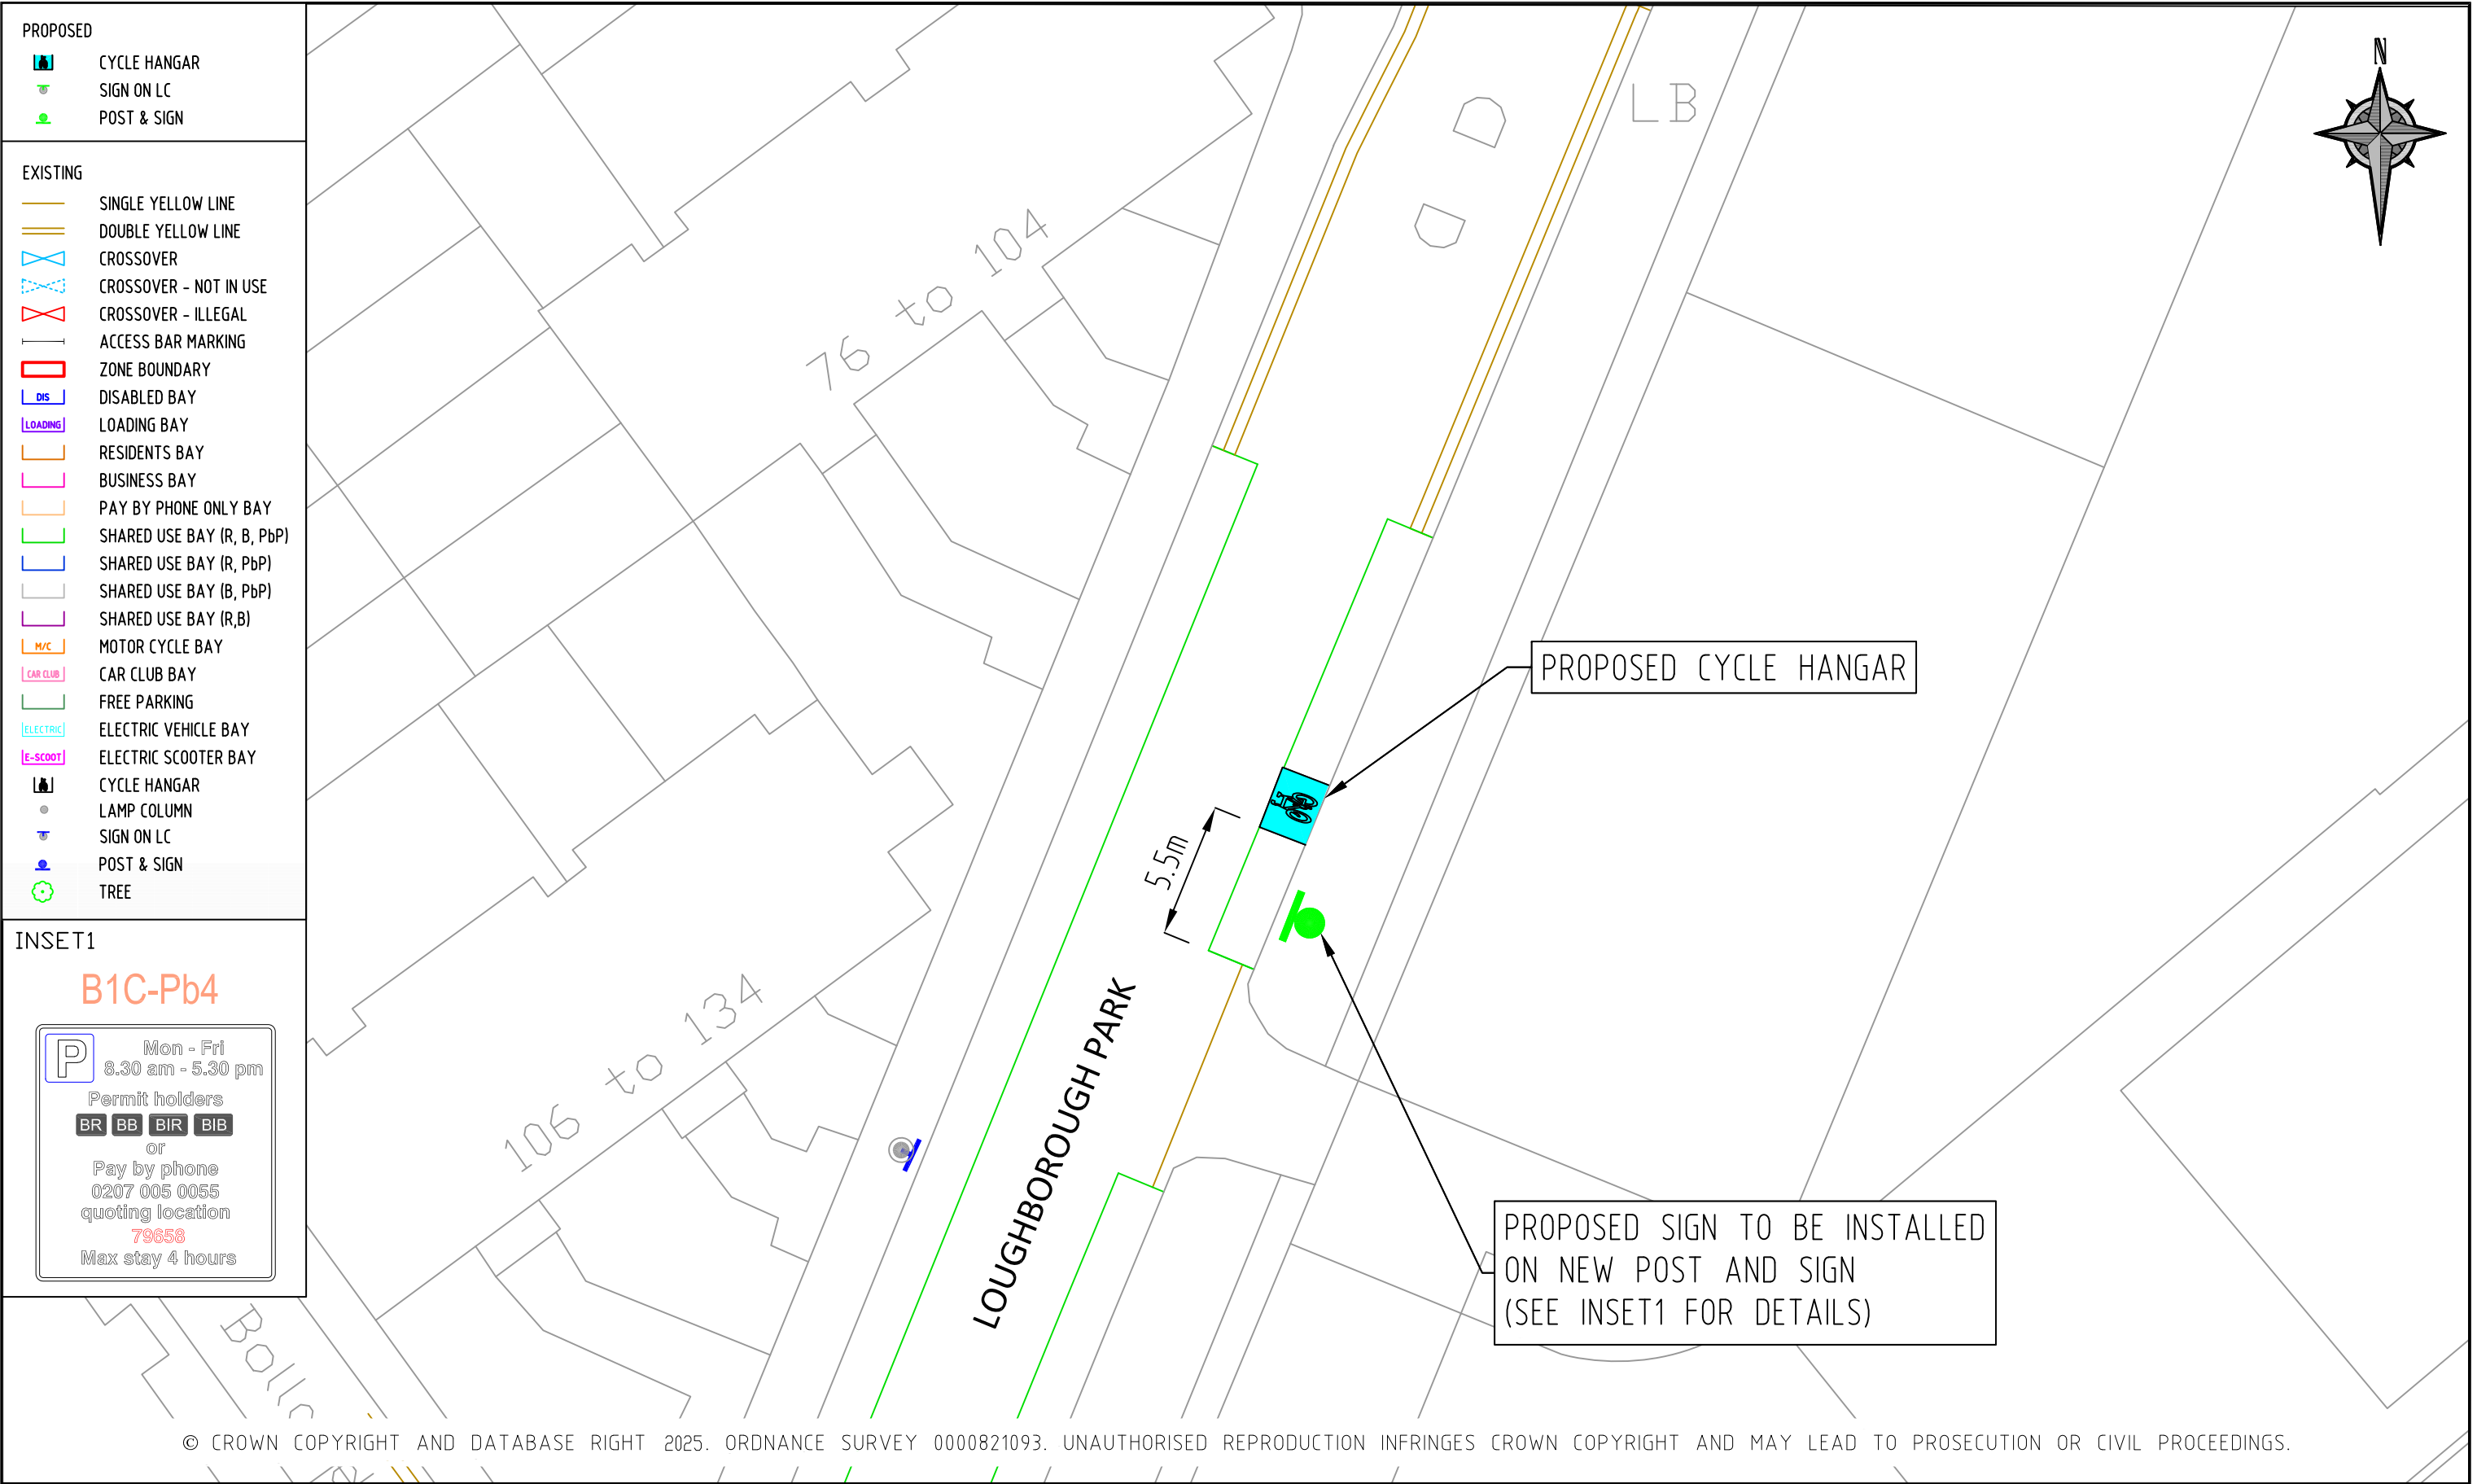 PROPOSED
CYCLE HANGAR
SIGN ON LC
POST & SIGN
EXISTING
SINGLE YELLOW LINE
DOUBLE YELLOW LINE
CROSSOVER
CROSSOVER - NOT IN USE
CROSSOVER - ILLEGAL
ACCESS BAR MARKING
ZONE BOUNDARY
DIS DISABLED BAY
LOADING LOADING BAY
RESIDENTS BAY
BUSINESS BAY
PAY BY PHONE ONLY BAY
SHARED USE BAY (R, B, PbP)
SHARED USE BAY (R, PbP)
SHARED USE BAY (B, PbP)
SHARED USE BAY (R,B)
M/C MOTOR CYCLE BAY
CAR CLUB CAR CLUB BAY
FREE PARKING
ELECTRIC ELECTRIC VEHICLE BAY
E-SCOOT ELECTRIC SCOOTER BAY
CYCLE HANGAR
LAMP COLUMN
SIGN ON LC
POST & SIGN
TREE
INSET1
B1C-Pb4
P
Mon - Fri
8.30 am - 5.30 pm
Permit holders
BR BB BIR BIB
or
Pay by phone
0207 005 0055
quoting location
79658
Max stay 4 hours
N
LB
76 to 104
106 to 134
PROPOSED CYCLE HANGAR
5.5m
LOUGHBOROUGH PARK
PROPOSED SIGN TO BE INSTALLED
ON NEW POST AND SIGN
(SEE INSET1 FOR DETAILS)
© CROWN COPYRIGHT AND DATABASE RIGHT 2025. ORDNANCE SURVEY 0000821093. UNAUTHORISED REPRODUCTION INFRINGES CROWN COPYRIGHT AND MAY LEAD TO PROSECUTION OR CIVIL PROCEEDINGS.